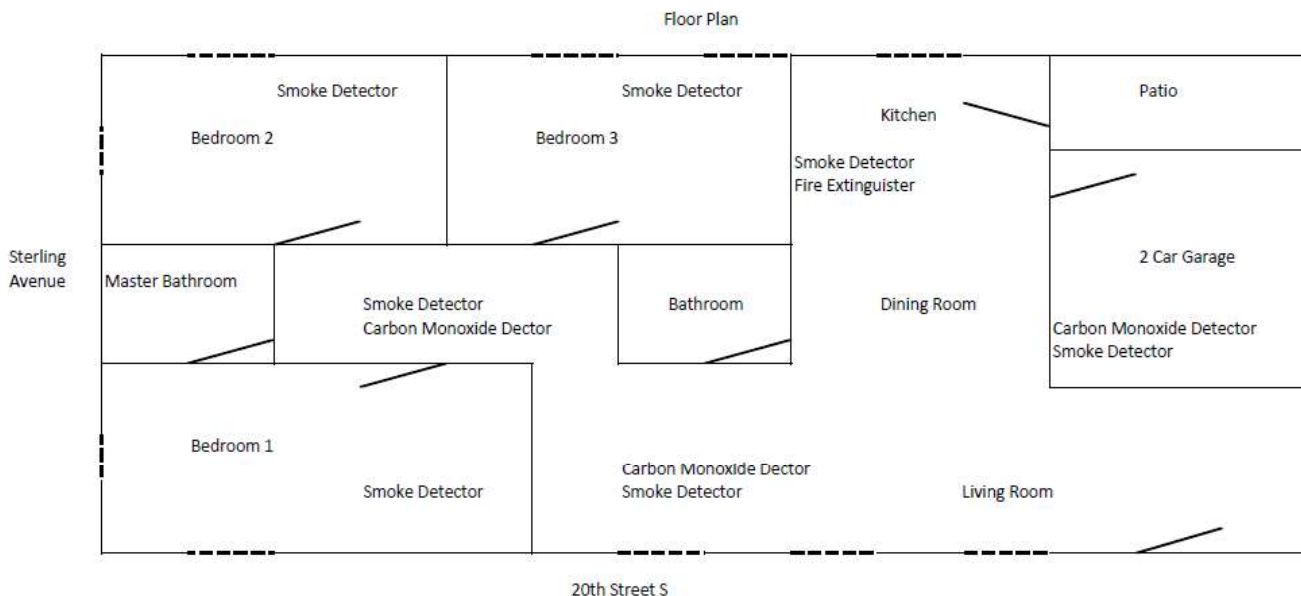 Floor Plan
Smoke Detector
Smoke Detector
Patio
Kitchen
Bedroom 2
Bedroom 3
Smoke Detector
Fire Extinguister
Sterling
Avenue
2 Car Garage
Master Bathroom
Smoke Detector
Carbon Monoxide Dector
Bathroom
Dining Room
Carbon Monoxide Detector
Smoke Detector
Bedroom 1
Smoke Detector
Carbon Monoxide Dector
Smoke Detector
Living Room
20th Street S